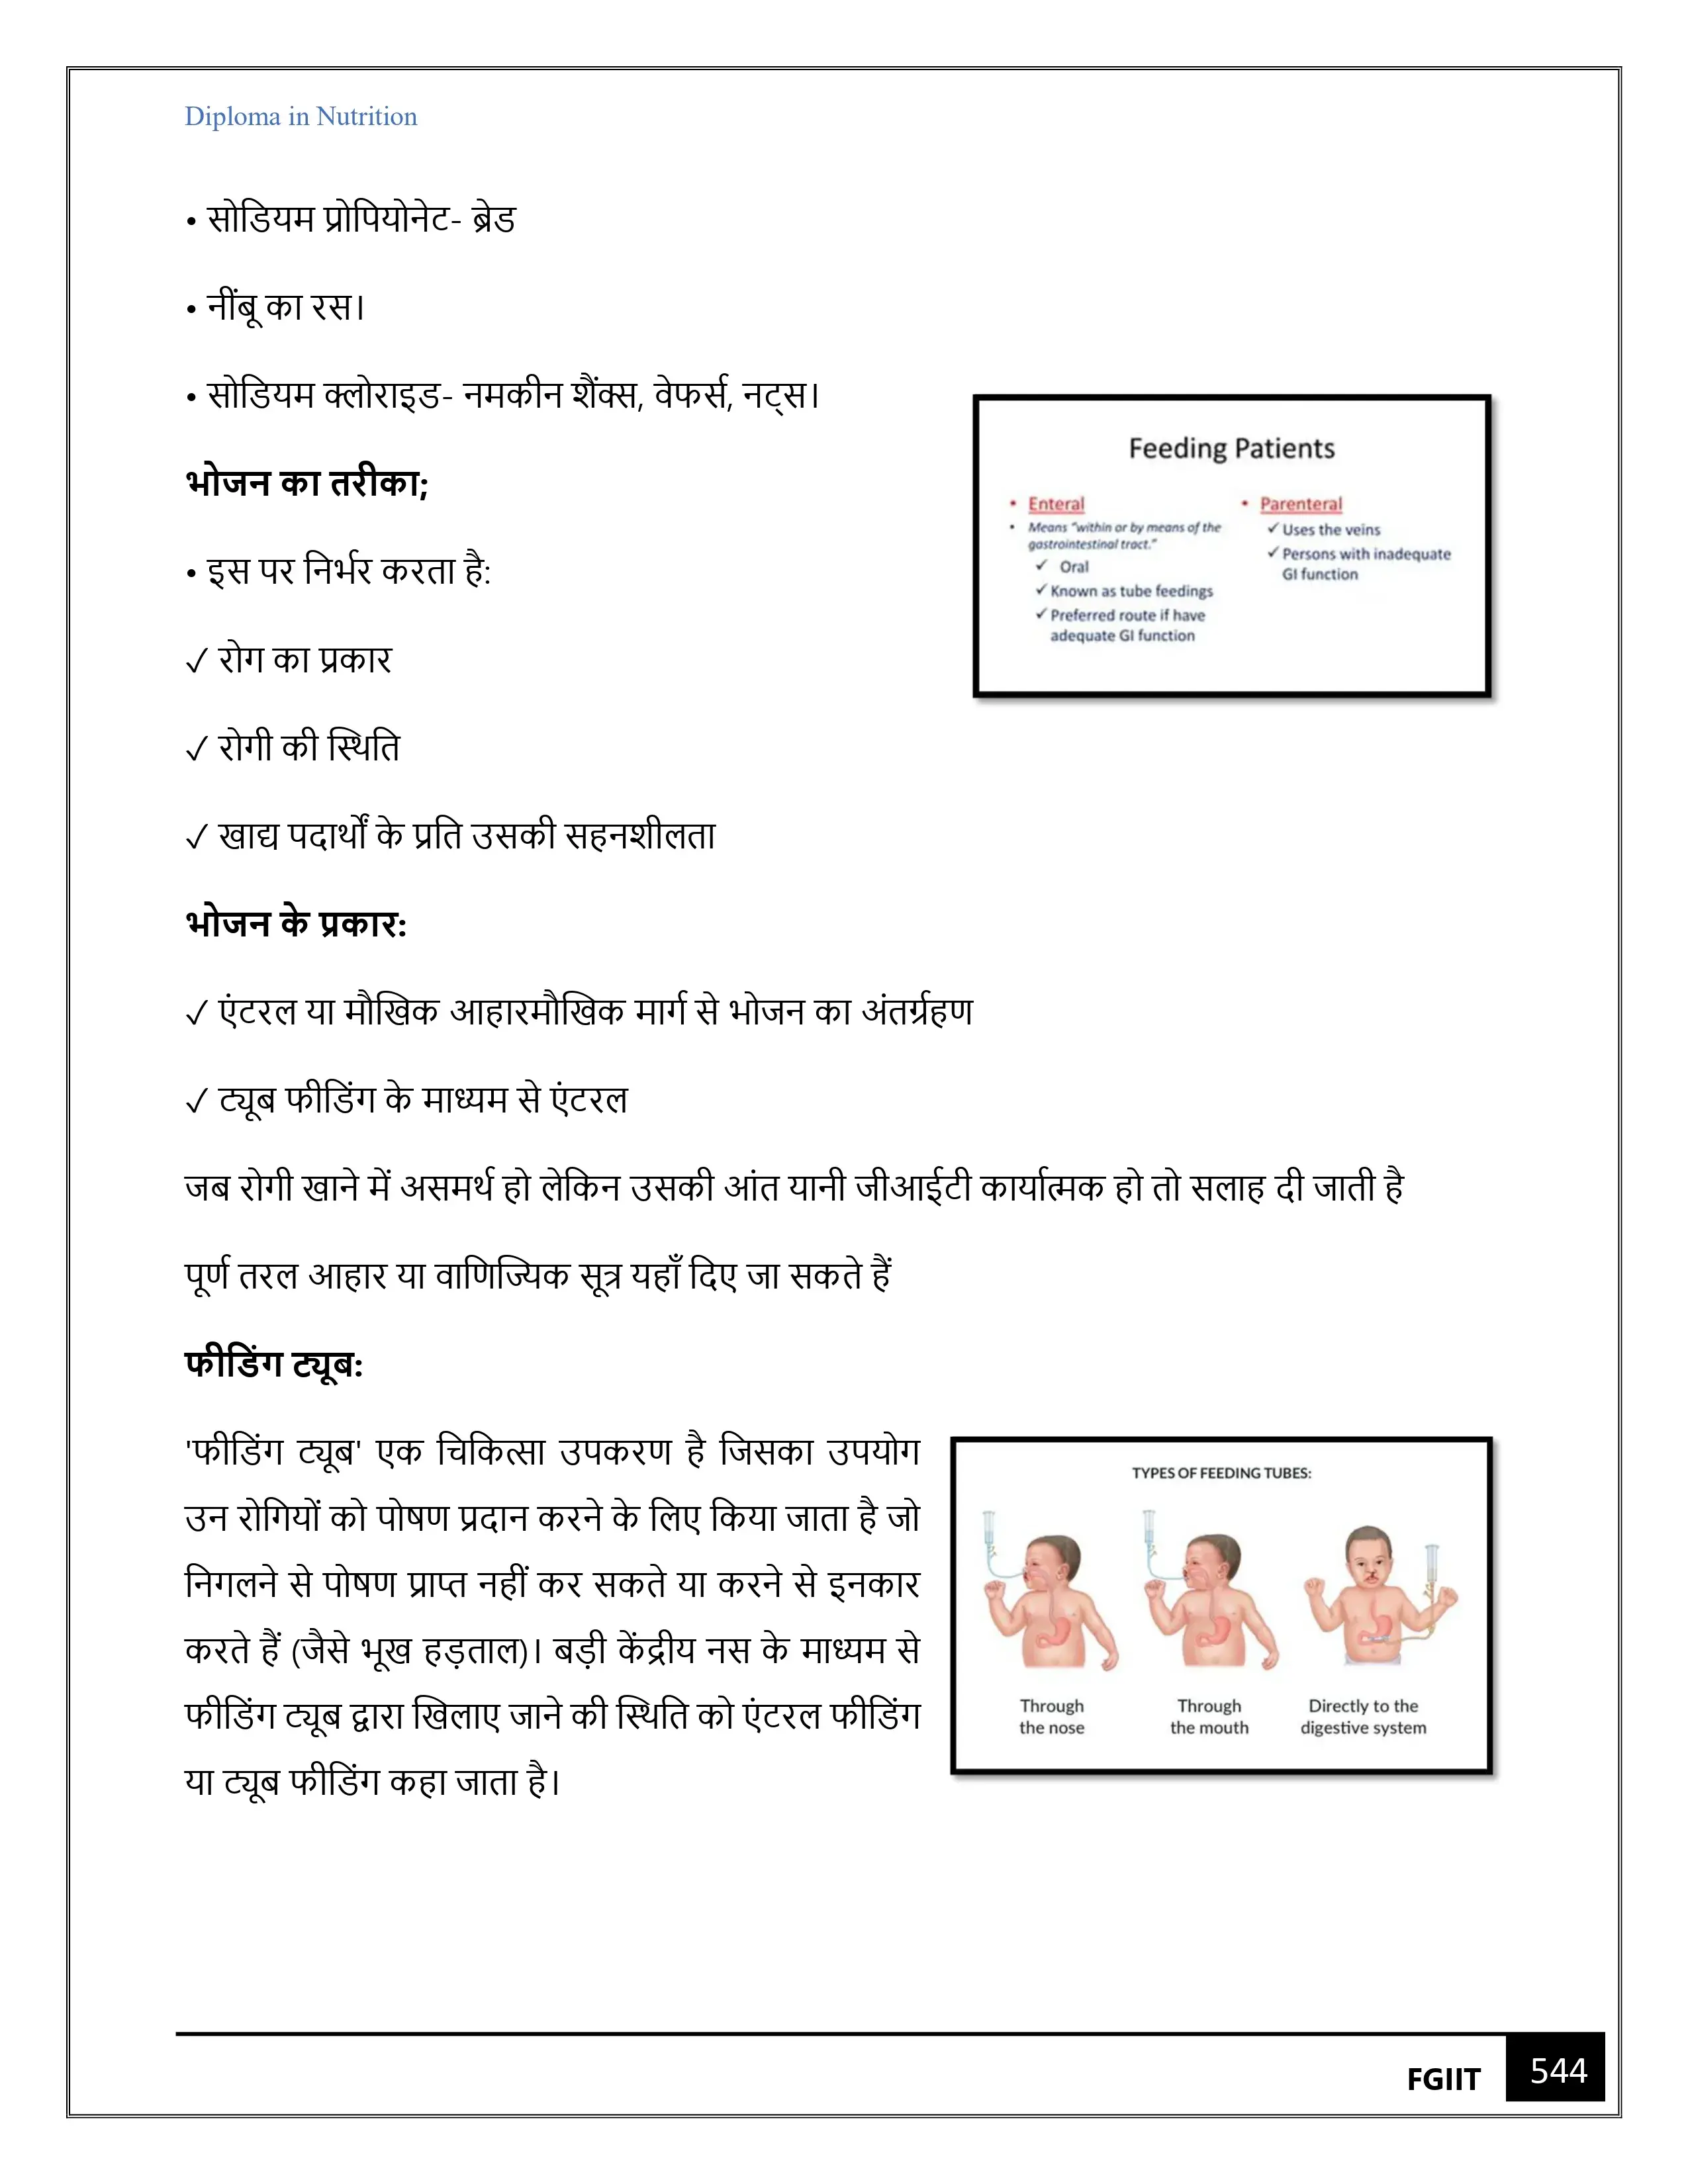 Diploma in Nutrition
• सोडियम प्रोपियोनेट- ब्रेड
• नींबू का रस।
• सोडियम क्लोराइड- नमकीन शैंक्स, वेफर्स, नट्स।
भोजन का तरीका;
• इस पर निर्भर करता है:
✓ रोग का प्रकार
✓ रोगी की स्थिति
✓ खाद्य पदार्थों के प्रति उसकी सहनशीलता
Feeding Patients
• Enteral
• Means "within or by means of the
gastrointestinal tract."
✓ Oral
✓ Known as tube feedings
✓ Preferred route if have
adequate GI function
• Parenteral
✓ Uses the veins
✓ Persons with inadequate
GI function
भोजन के प्रकार:
✓ एंटरल या मौखिक आहारमौखिक मार्ग से भोजन का अंतर्ग्रहण
✓ ट्यूब फीडिंग के माध्यम से एंटरल
जब रोगी खाने में असमर्थ हो लेकिन उसकी आंत यानी जीआईटी कार्यात्मक हो तो सलाह दी जाती है
पूर्ण तरल आहार या वाणिज्यिक सूत्र यहाँ दिए जा सकते हैं
फीडिंग ट्यूब:
'फीडिंग ट्यूब' एक चिकित्सा उपकरण है जिसका उपयोग
उन रोगियों को पोषण प्रदान करने के लिए किया जाता है जो
निगलने से पोषण प्राप्त नहीं कर सकते या करने से इनकार
करते हैं (जैसे भूख हड़ताल)। बड़ी केंद्रीय नस के माध्यम से
फीडिंग ट्यूब द्वारा खिलाए जाने की स्थिति को एंटरल फीडिंग
या ट्यूब फीडिंग कहा जाता है।
TYPES OF FEEDING TUBES:
Through
the nose
Through
the mouth
Directly to the
digestive system
FGIIT
544